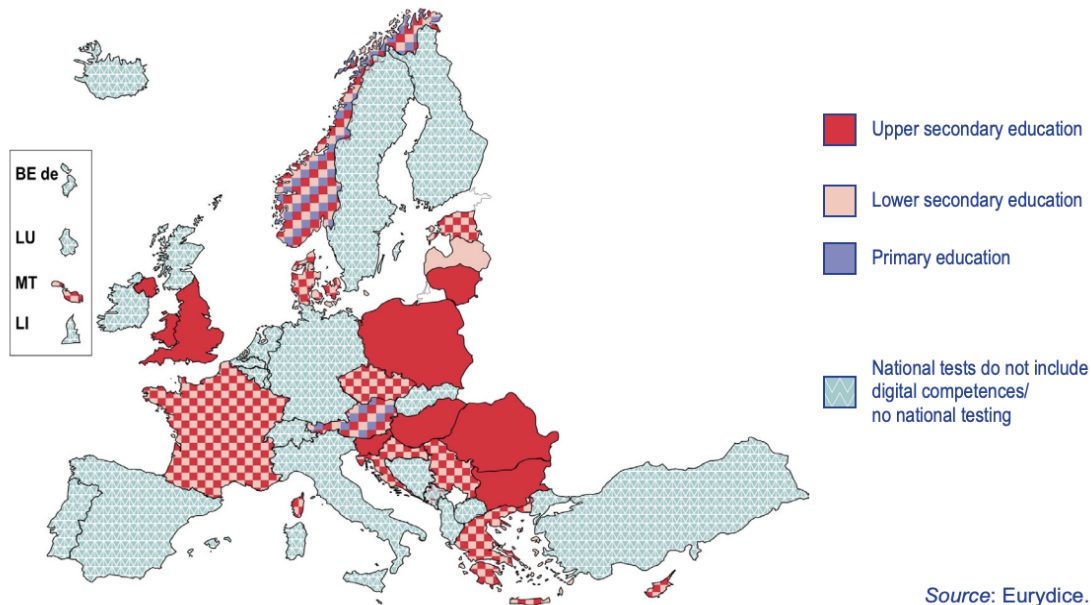 BE de
LU
MT
LI
Upper secondary education
Lower secondary education
Primary education
National tests do not include
digital competences/
no national testing
Source: Eurydice.